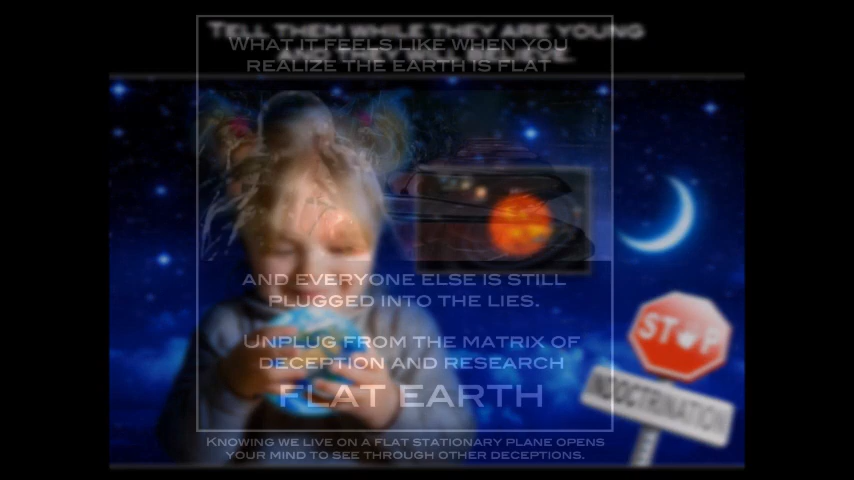 TELL THEM WHILE THEY ARE YOUNG
WHAT IT FEELS LIKE WHEN YOU
REALIZE THE EARTH IS FLAT
AND EVERYONE ELSE IS STILL
PLUGGED INTO THE LIES.
UNPLUG FROM THE MATRIX OF
DECEPTION AND RESEARCH
FLAT EARTH
STOP
INDOCTRINATION
KNOWING WE LIVE ON A FLAT STATIONARY PLANE OPENS
YOUR MIND TO SEE THROUGH OTHER DECEPTIONS.